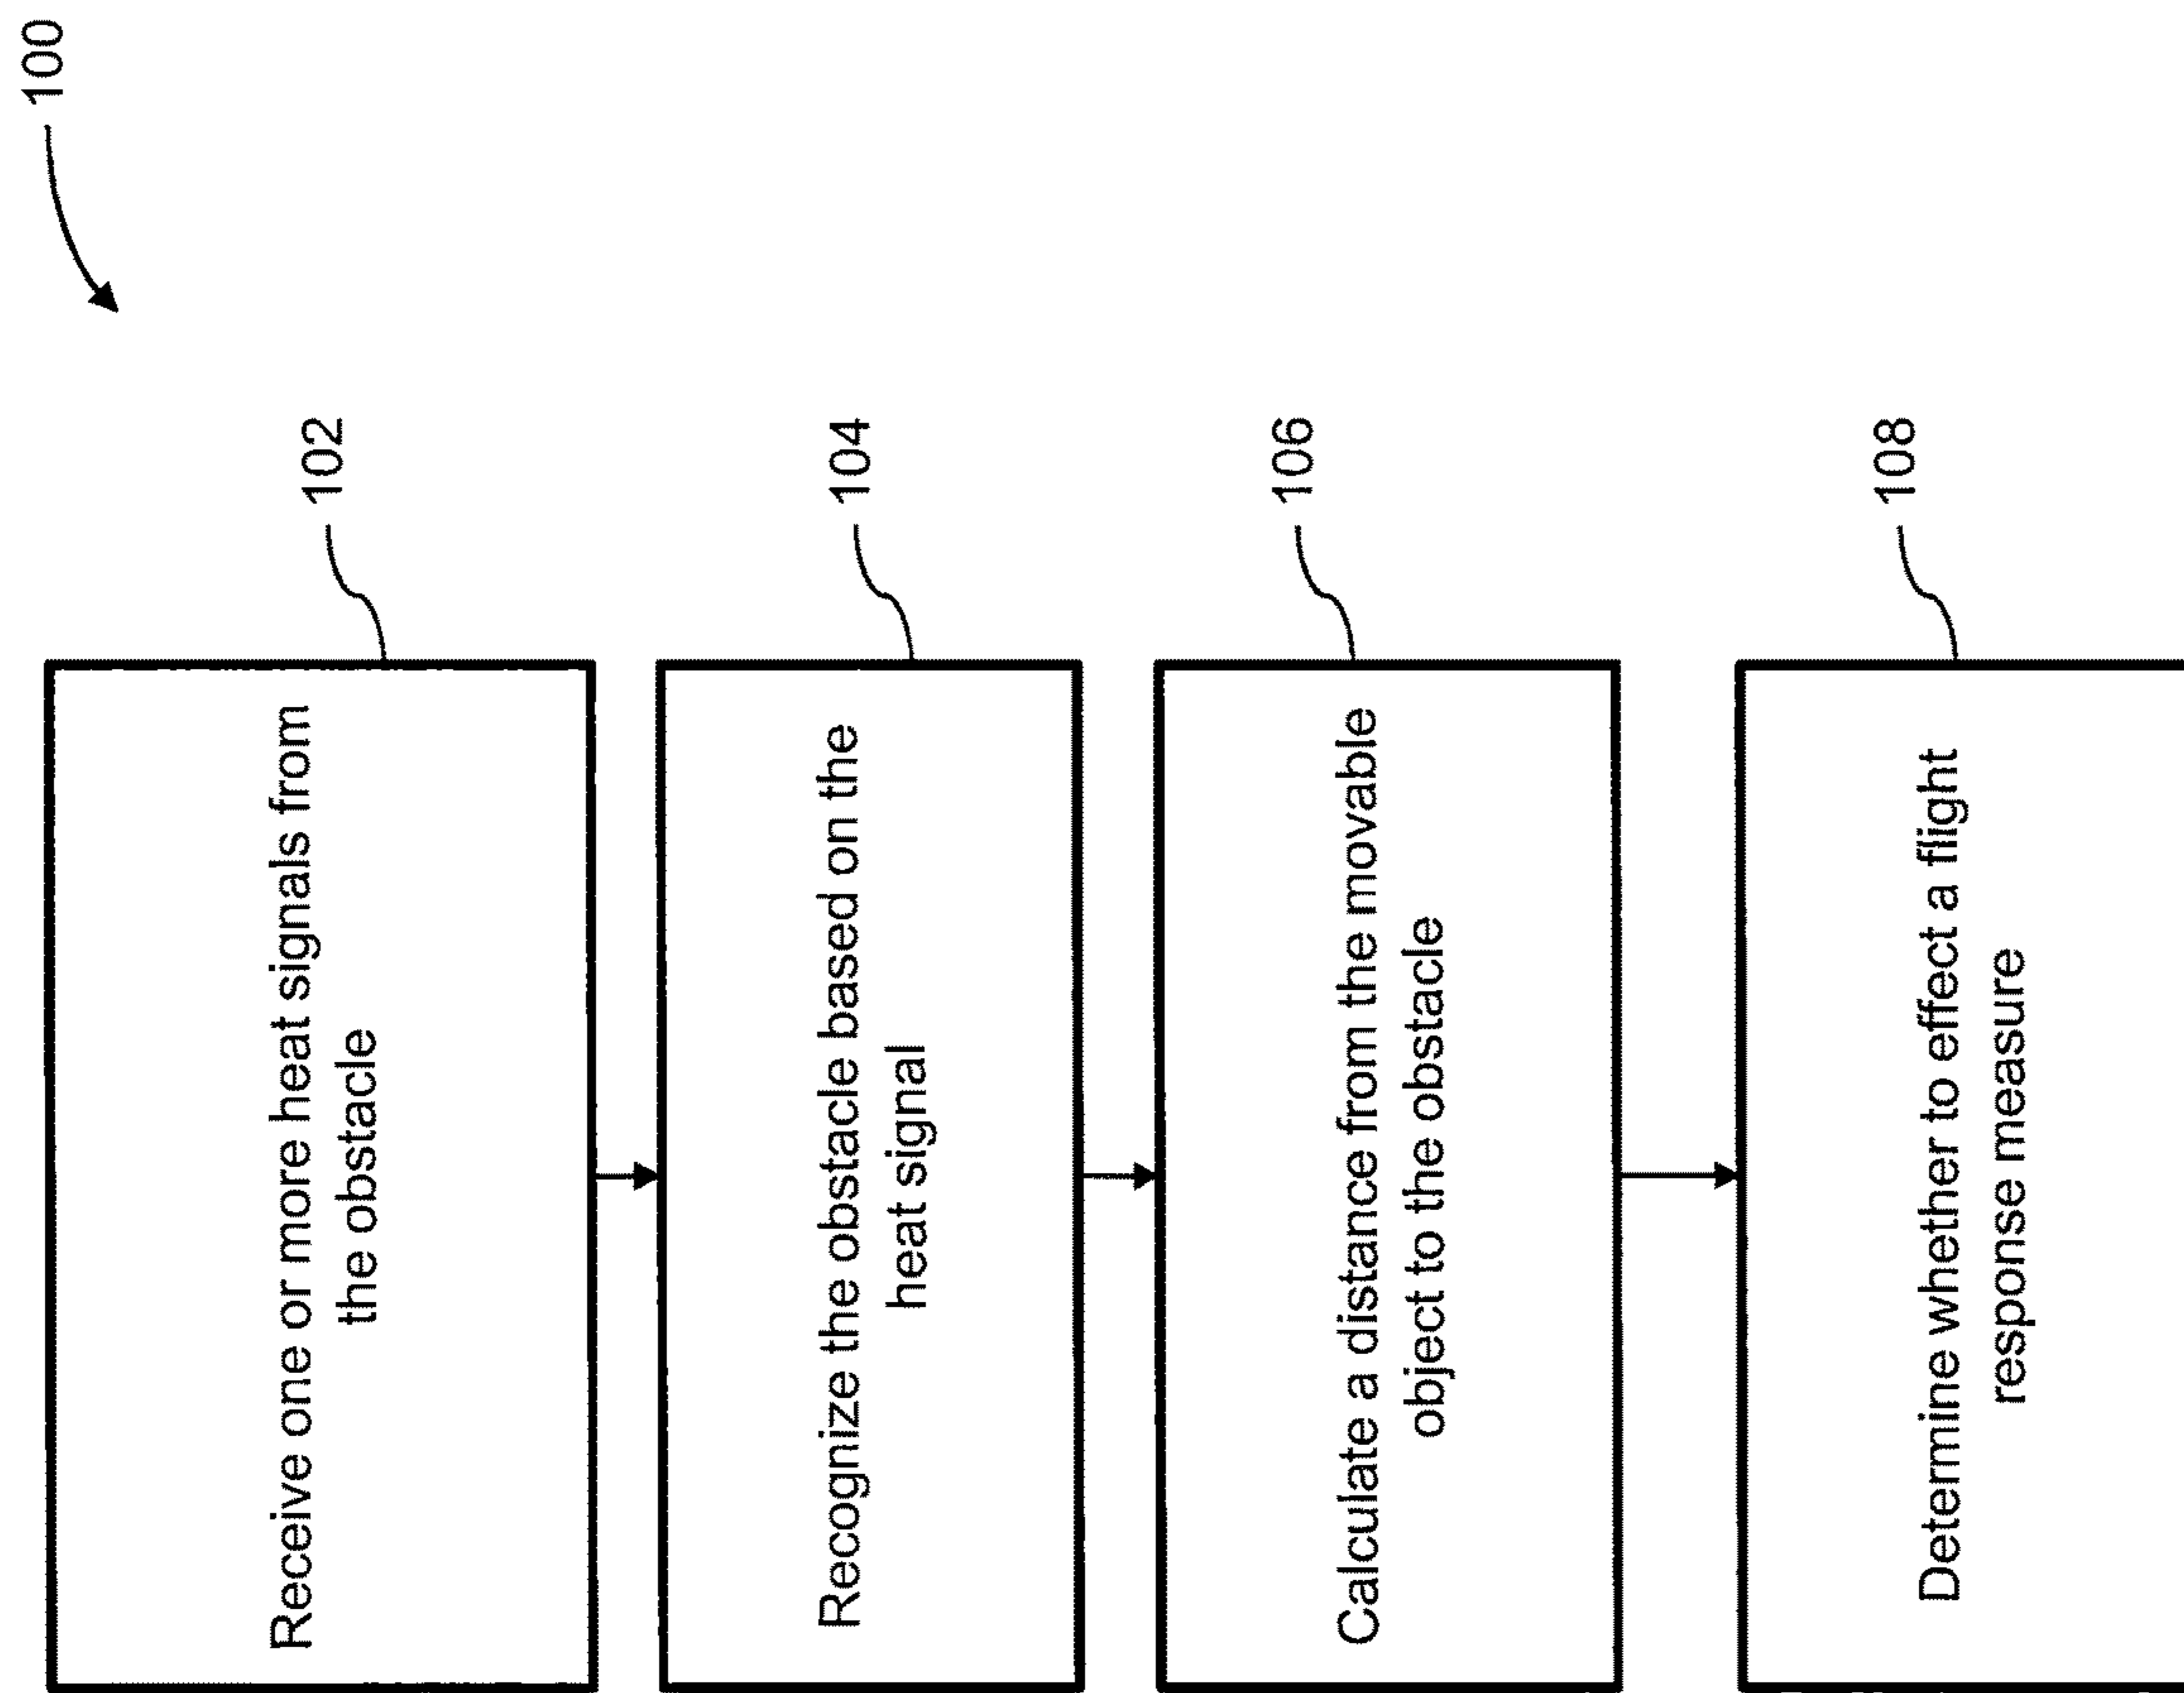 100
Receive one or more heat signals from
the obstacle
102
Recognize the obstacle based on the
heat signal
104
Calculate a distance from the movable
object to the obstacle
106
Determine whether to effect a flight
response measure
108